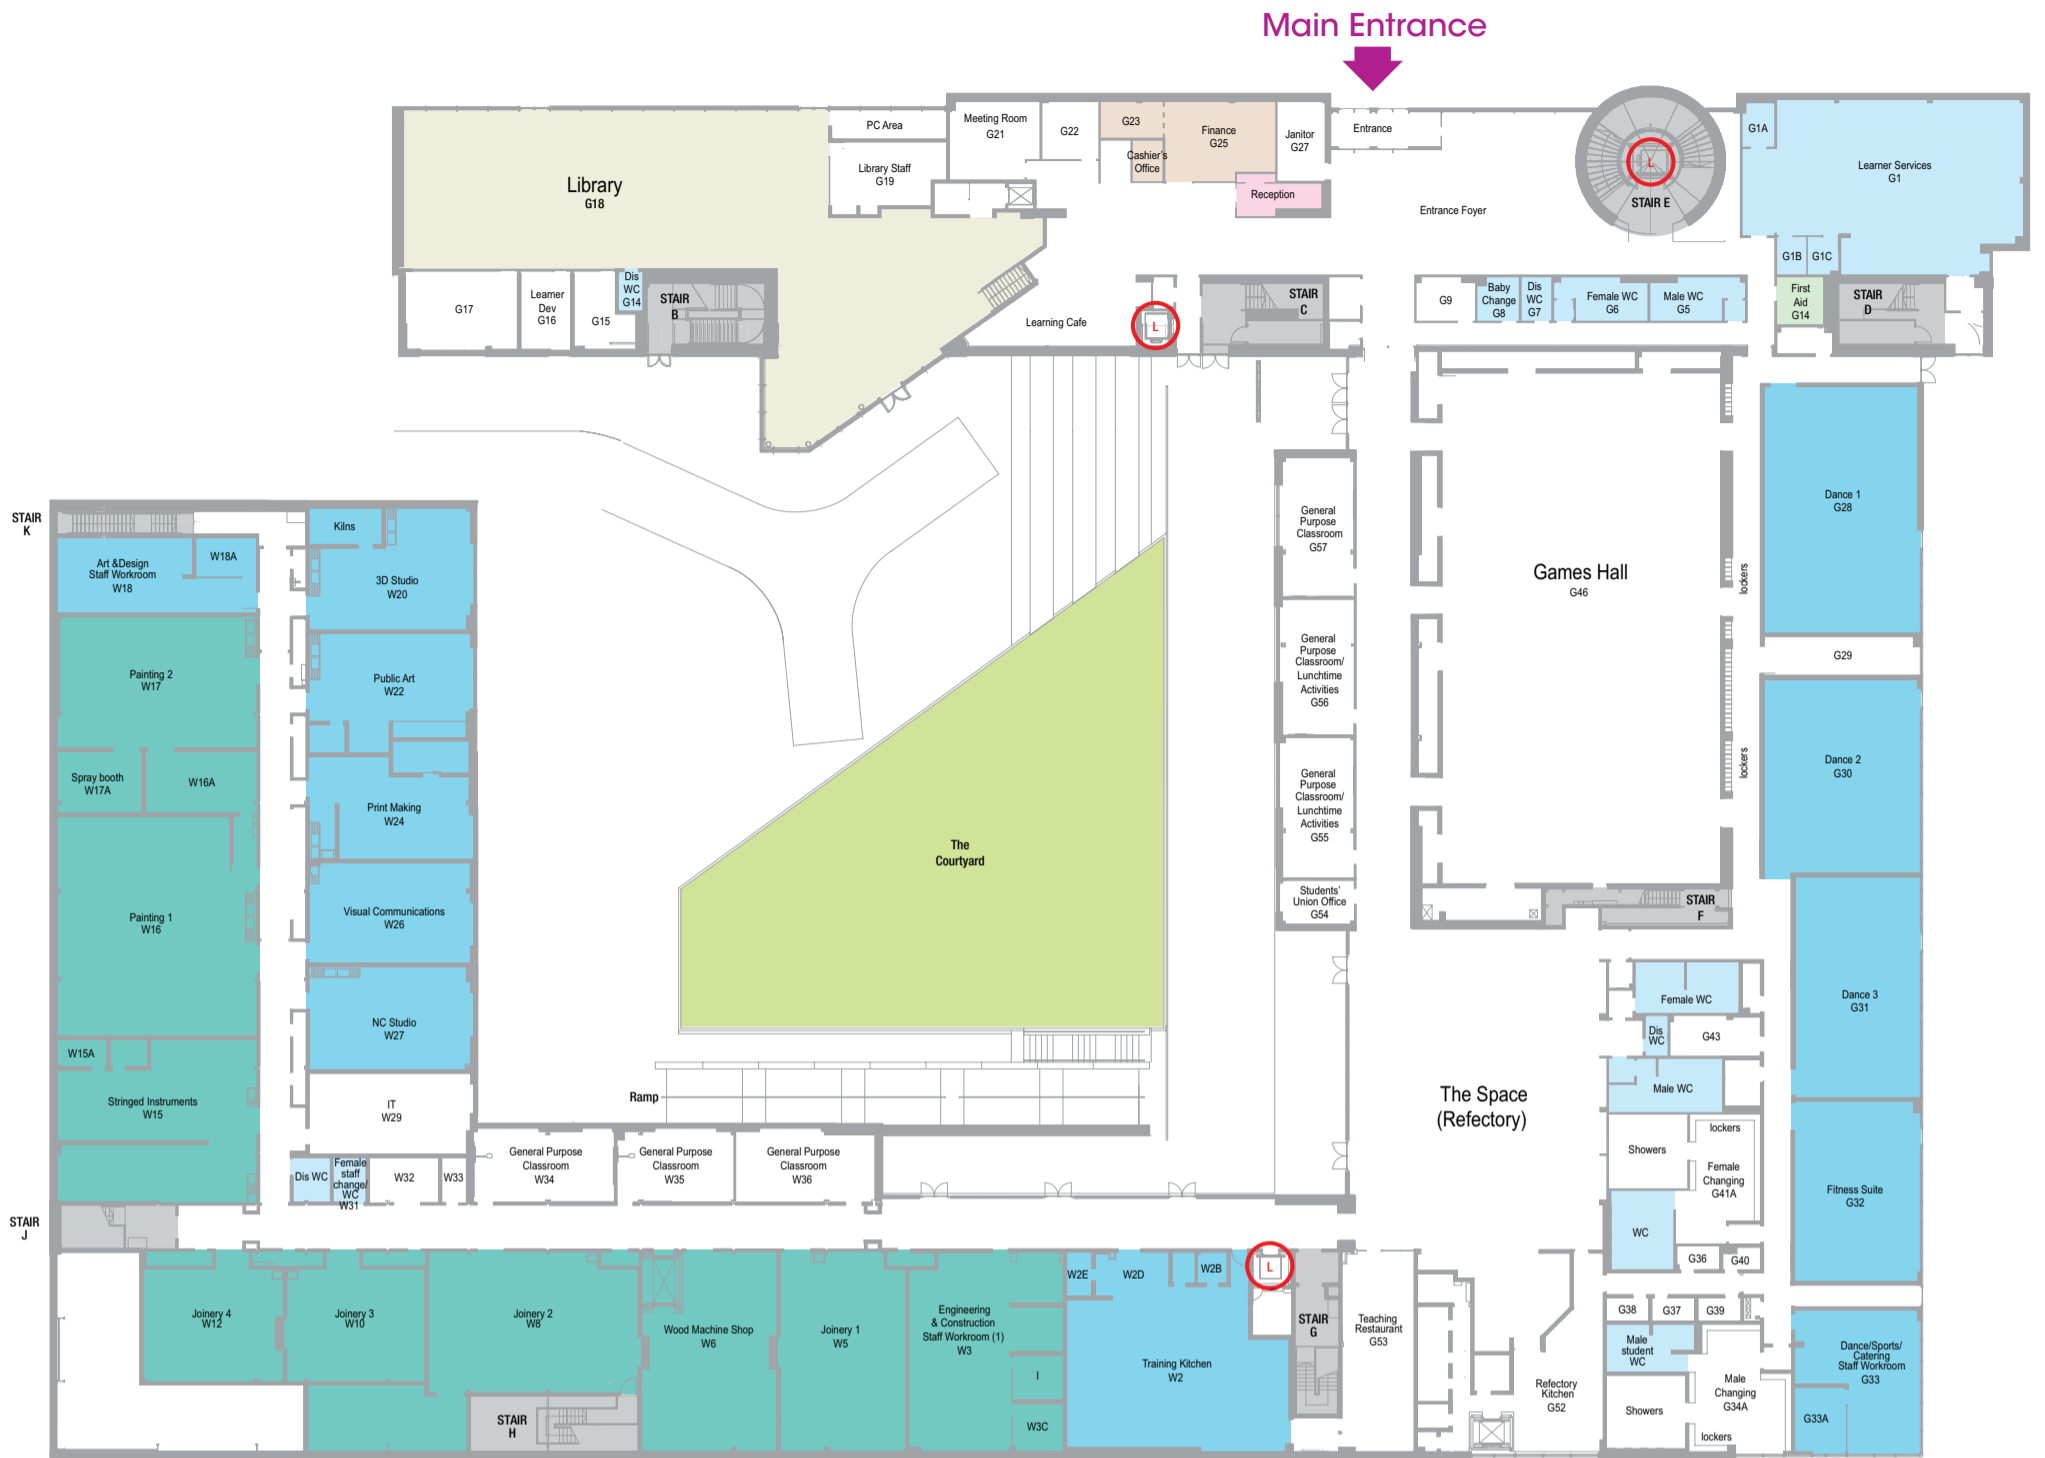 Main Entrance
PC Area
Meeting Room
G21
G22
G23
Finance
G25
Cashier's
Office
Janitor
G27
Entrance
Library Staff
G19
Library
G18
Reception
Entrance Foyer
L
STAIR E
G1A
Learner Services
G1
G1B
G1C
G17
Learner
Dev
G16
G15
Dis
WC
G14
STAIR
B
Learning Cafe
L
STAIR
C
G9
Baby
Change
G8
Dis
WC
G7
Female WC
G6
Male WC
G5
First
Aid
G14
STAIR
D
STAIR
K
Kilns
Art &Design
Staff Workroom
W18
W18A
3D Studio
W20
Painting 2
W17
Public Art
W22
Spray booth
W17A
W16A
Print Making
W24
Painting 1
W16
Visual Communications
W26
NC Studio
W27
W15A
Stringed Instruments
W15
IT
W29
Dis WC
Female
staff
change/
WC
W31
W32
W33
General Purpose
Classroom
W34
General Purpose
Classroom
W35
General Purpose
Classroom
W36
Ramp
The
Courtyard
General
Purpose
Classroom
G57
General
Purpose
Classroom/
Lunchtime
Activities
G56
General
Purpose
Classroom/
Lunchtime
Activities
G55
Students'
Union Office
G54
Games Hall
G46
lockers
lockers
Dance 1
G28
G29
Dance 2
G30
STAIR
F
Dance 3
G31
Female WC
Dis
WC
G43
Male WC
The Space
(Refectory)
Showers
lockers
Female
Changing
G41A
WC
G36
G40
Fitness Suite
G32
G38
G37
G39
Male
student
WC
Male
Changing
G34A
Showers
lockers
Dance/Sports/
Catering
Staff Workroom
G33
G33A
STAIR
J
Joinery 4
W12
Joinery 3
W10
Joinery 2
W8
STAIR
H
Wood Machine Shop
W6
Joinery 1
W5
Engineering
& Construction
Staff Workroom (1)
W3
I
W3C
W2E
W2D
W2B
L
Training Kitchen
W2
STAIR
G
Teaching
Restaurant
G53
Refectory
Kitchen
G52